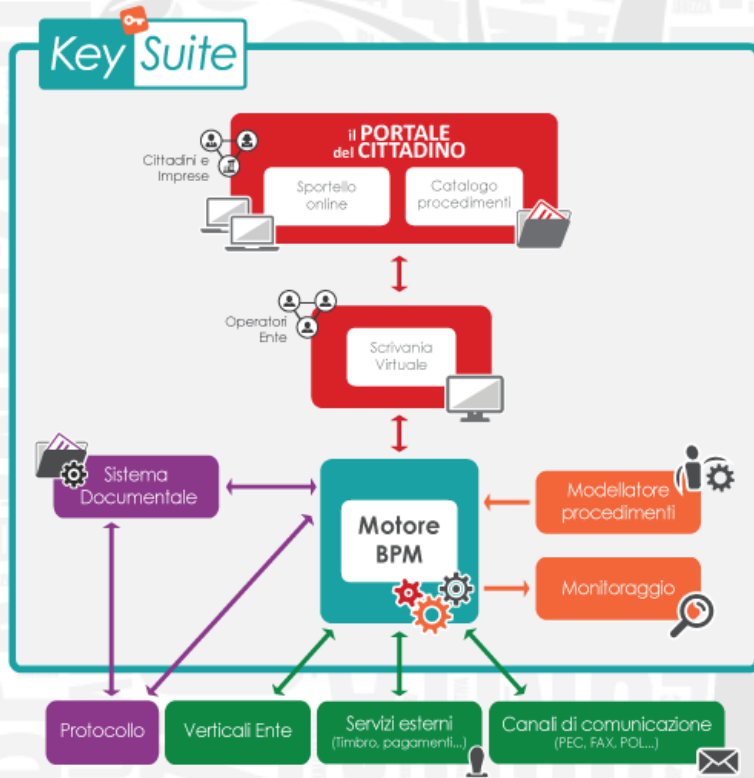 Key Suite
il PORTALE
del CITTADINO
Cittadini e
Imprese
Sportello
online
Catalogo
procedimenti
Operatori
Ente
Scrivania
Virtuale
Sistema
Documentale
Motore
BPM
Modellatore
procedimenti
Monitoraggio
Protocollo
Verticali Ente
Servizi esterni
(Timbro, pagamenti...)
Canali di comunicazione
(PEC, FAX, POL...)